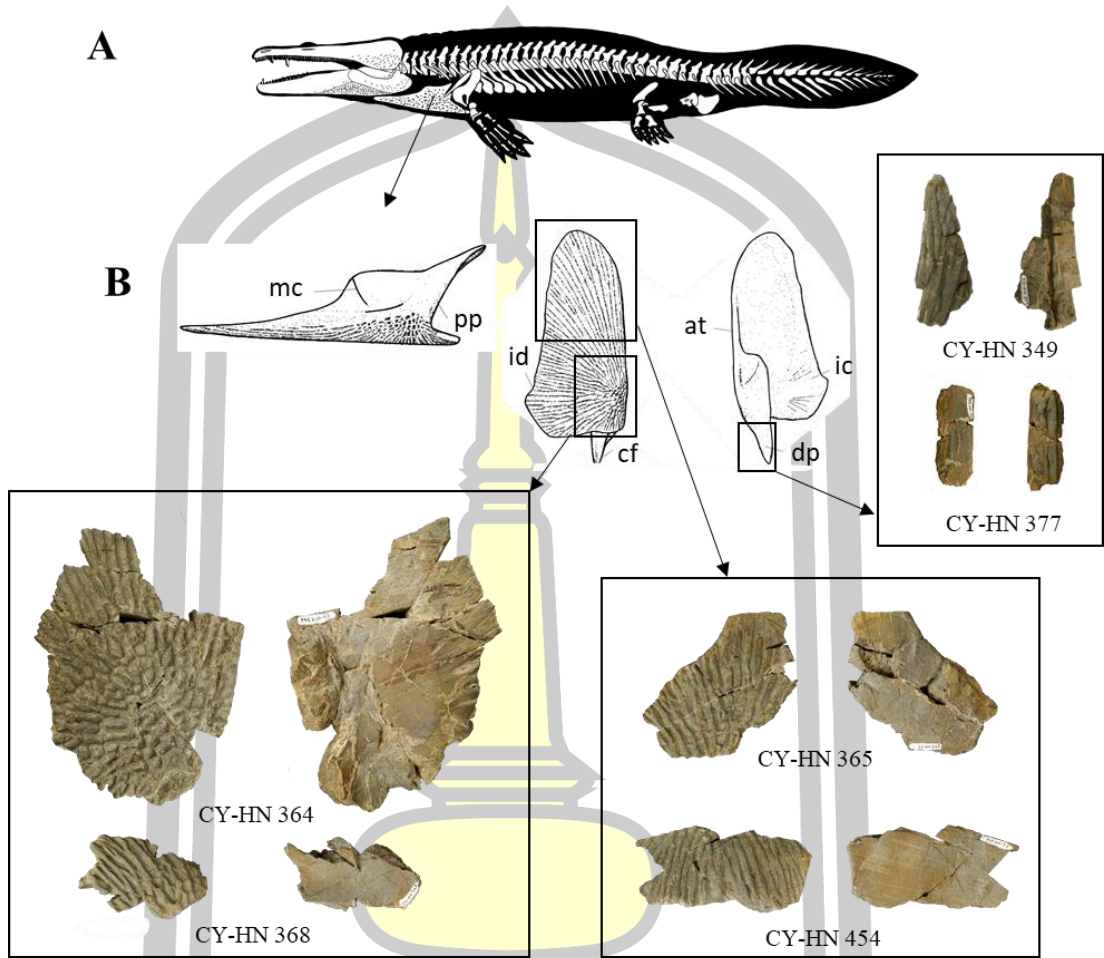 A
B
mc
pp
id
cf
at
ic
dp
CY-HN 349
CY-HN 377
CY-HN 364
CY-HN 368
CY-HN 365
CY-HN 454